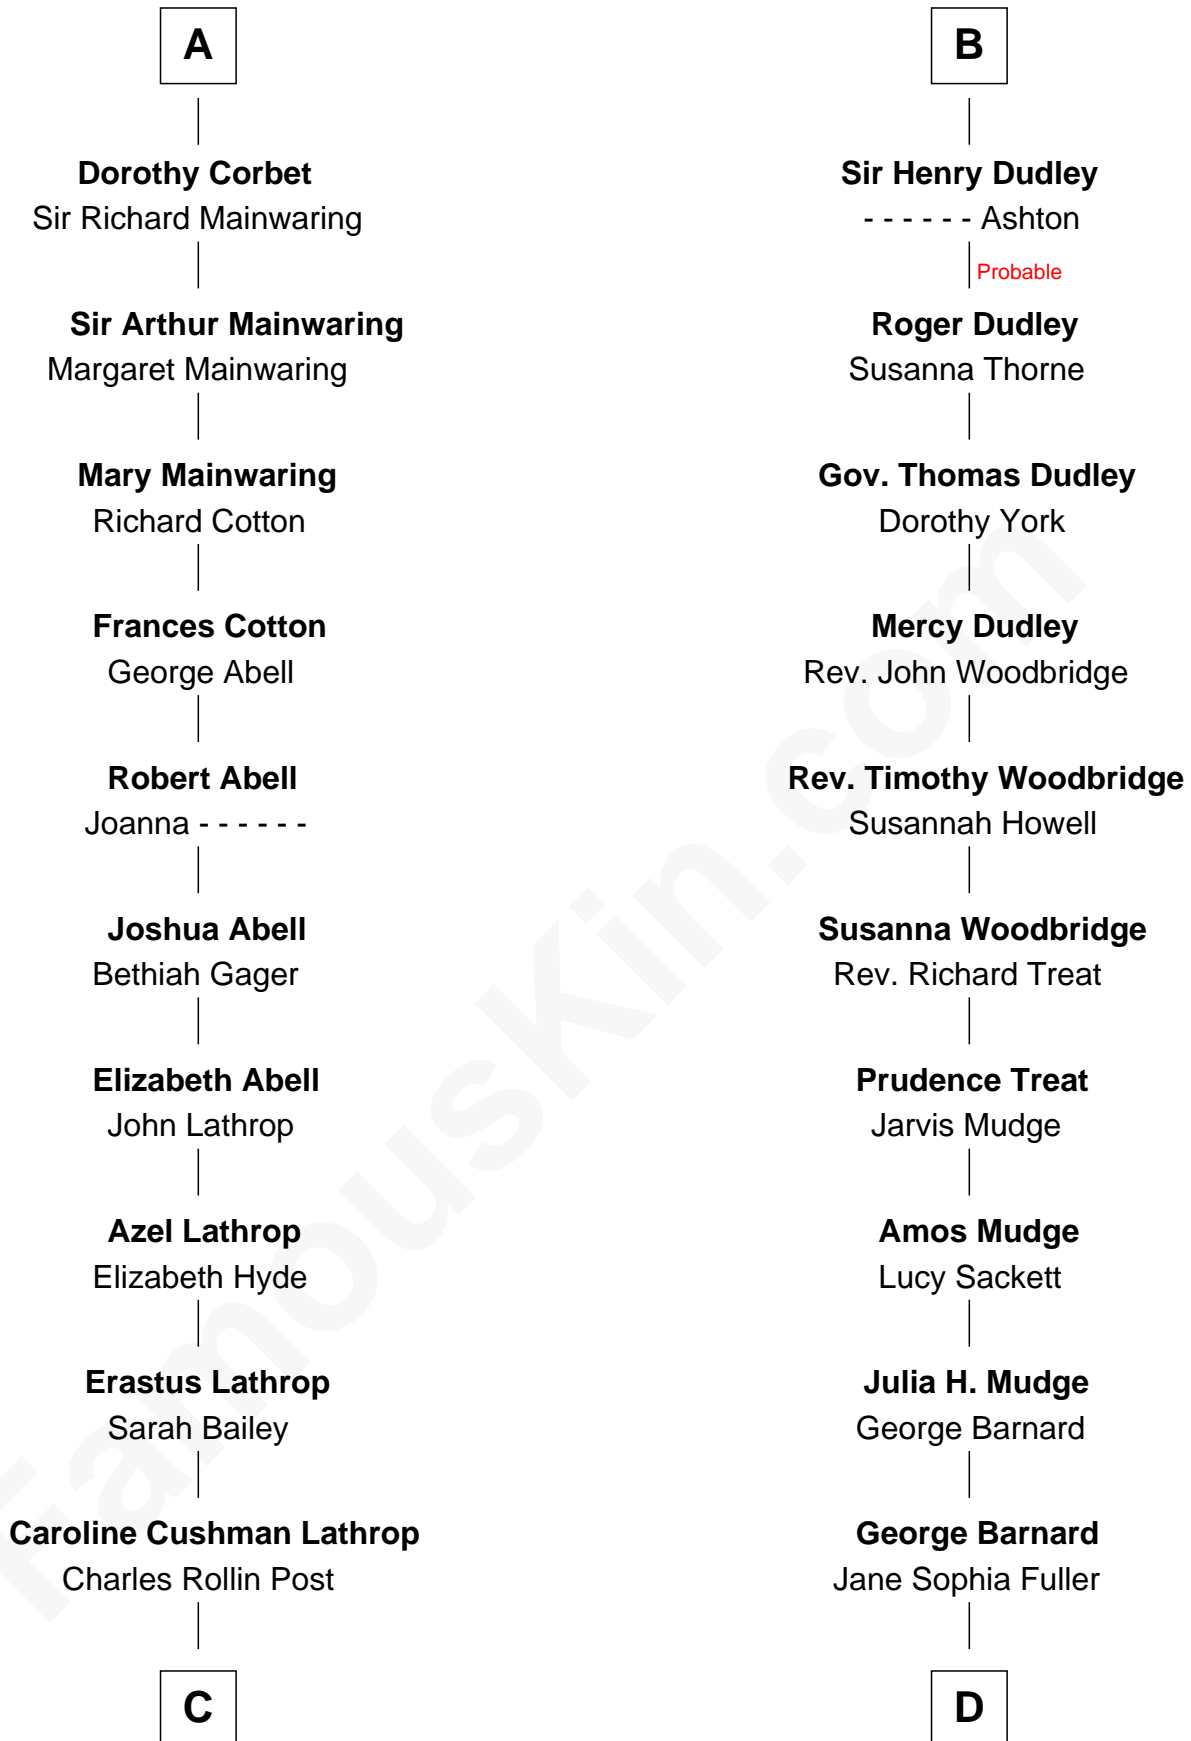 A
Dorothy Corbet
Sir Richard Mainwaring
Sir Arthur Mainwaring
Margaret Mainwaring
Mary Mainwaring
Richard Cotton
Frances Cotton
George Abell
Robert Abell
Joanna - - - - - -
Joshua Abell
Bethiah Gager
Elizabeth Abell
John Lathrop
Azel Lathrop
Elizabeth Hyde
Erastus Lathrop
Sarah Bailey
Caroline Cushman Lathrop
Charles Rollin Post
C
B
Sir Henry Dudley
- - - - - - Ashton
Probable
Roger Dudley
Susanna Thorne
Gov. Thomas Dudley
Dorothy York
Mercy Dudley
Rev. John Woodbridge
Rev. Timothy Woodbridge
Susannah Howell
Susanna Woodbridge
Rev. Richard Treat
Prudence Treat
Jarvis Mudge
Amos Mudge
Lucy Sackett
Julia H. Mudge
George Barnard
George Barnard
Jane Sophia Fuller
D
FamousKin.com